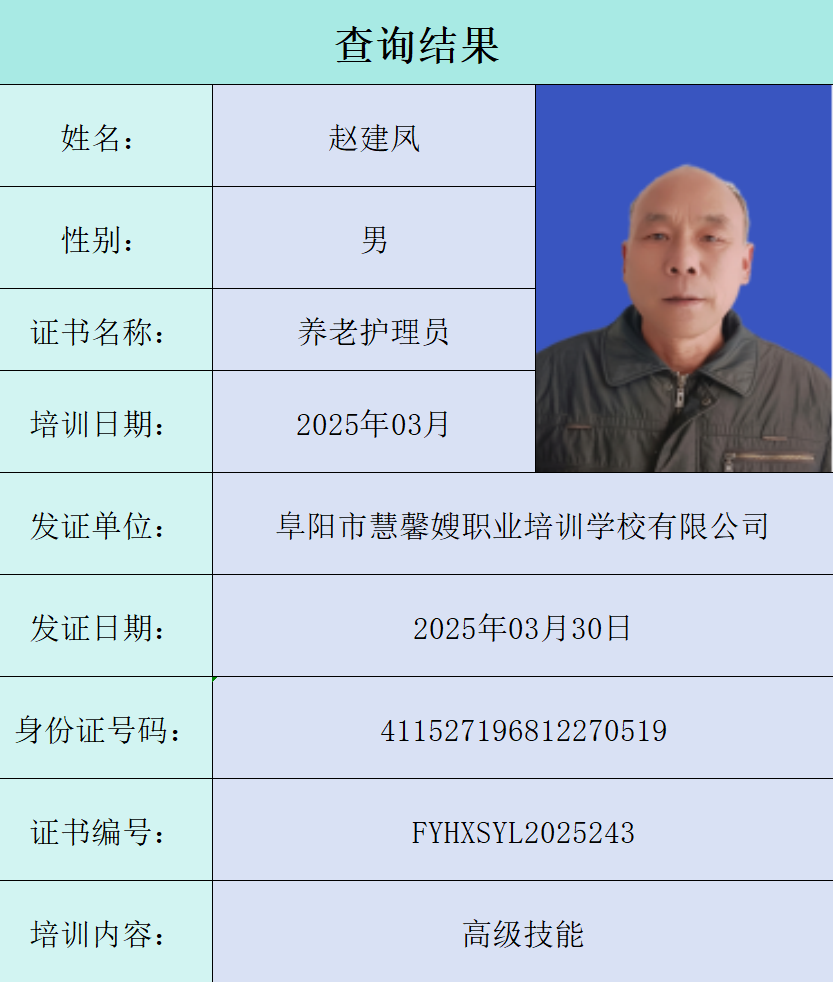 查询结果
姓名： 赵建凤
性别： 男
证书名称： 养老护理员
培训日期： 2025年03月
发证单位： 阜阳市慧馨嫂职业培训学校有限公司
发证日期： 2025年03月30日
身份证号码： 411527196812270519
证书编号： FYHXSYL2025243
培训内容： 高级技能